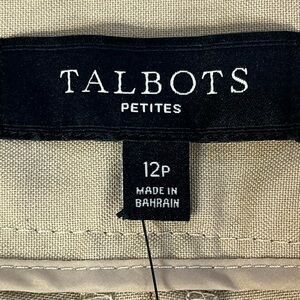 TALBOTS
PETITES
12P
MADE IN
BAHRAIN